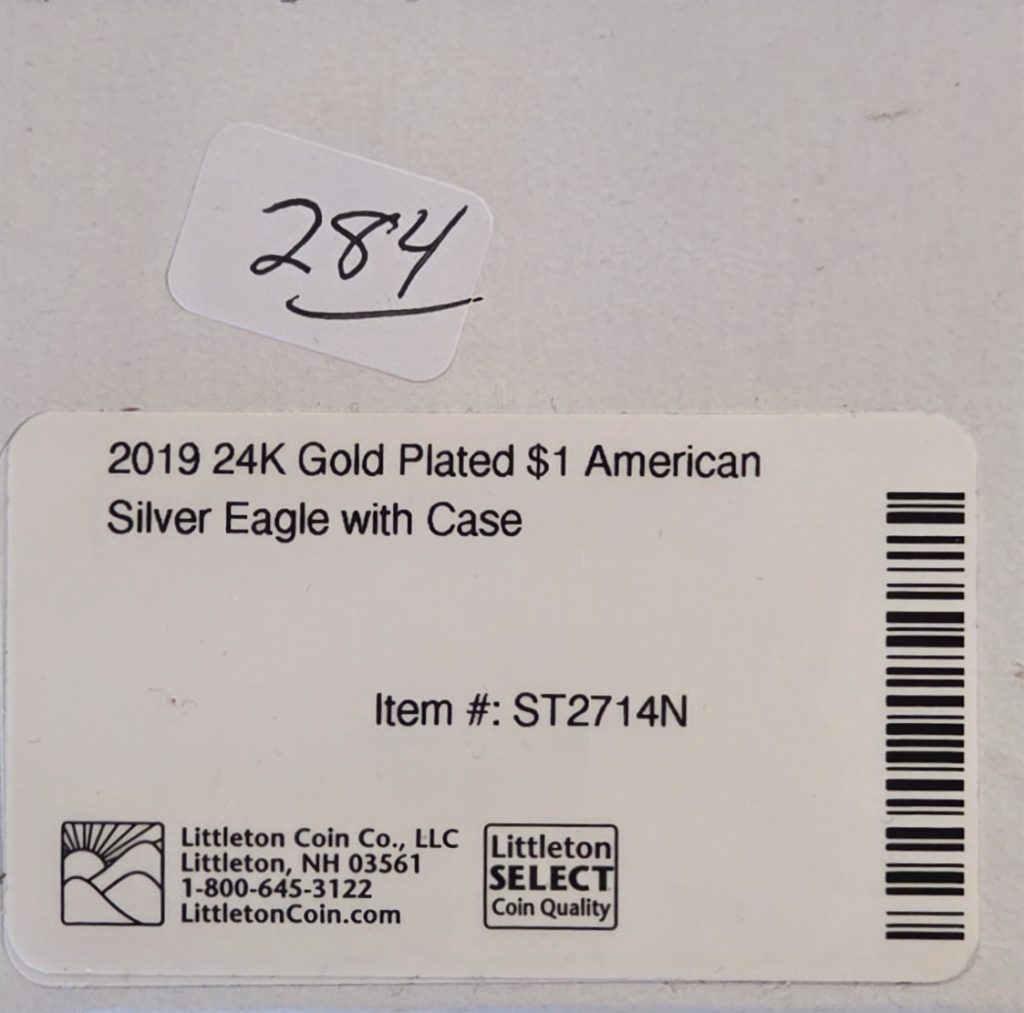 284
2019 24K Gold Plated $1 American
Silver Eagle with Case
Item #: ST2714N
Littleton Coin Co., LLC
Littleton, NH 03561
1-800-645-3122
LittletonCoin.com
Littleton
SELECT
Coin Quality